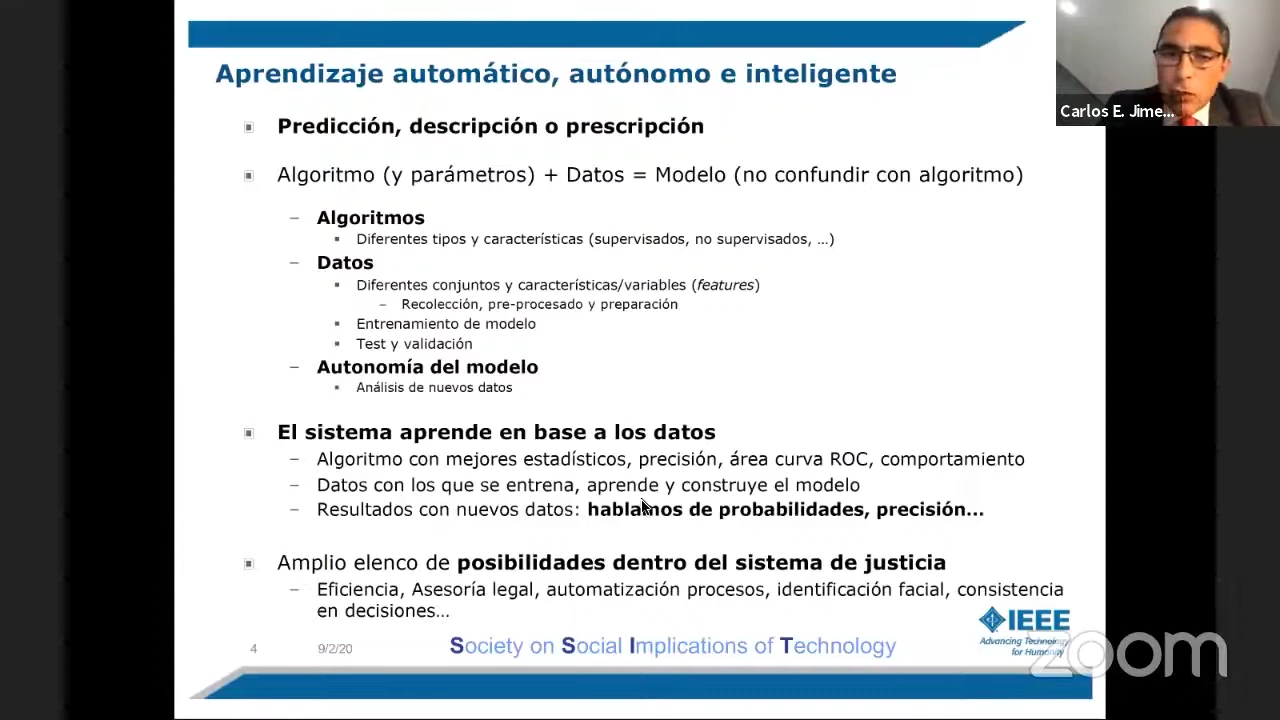 Aprendizaje automático, autónomo e inteligente
Carlos E. Jime...
Predicción, descripción o prescripción
Algoritmo (y parámetros) + Datos = Modelo (no confundir con algoritmo)
– Algoritmos
Diferentes tipos y características (supervisados, no supervisados, …)
– Datos
Diferentes conjuntos y características/variables (features)
– Recolección, pre-procesado y preparación
Entrenamiento de modelo
Test y validación
– Autonomía del modelo
Análisis de nuevos datos
El sistema aprende en base a los datos
– Algoritmo con mejores estadísticos, precisión, área curva ROC, comportamiento
– Datos con los que se entrena, aprende y construye el modelo
– Resultados con nuevos datos: hablamos de probabilidades, precisión…
Amplio elenco de posibilidades dentro del sistema de justicia
– Eficiencia, Asesoría legal, automatización procesos, identificación facial, consistencia
en decisiones…
IEEE
Advancing Technology
for Humanity
4 9/2/20 Society on Social Implications of Technology
zoom